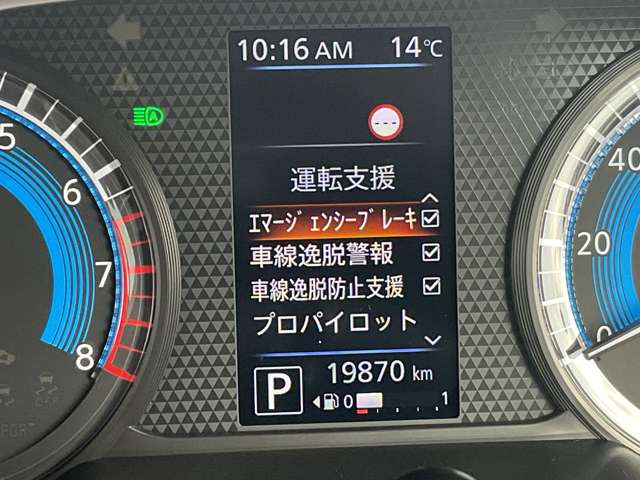 10:16 AM 14℃
---
運転支援
エマージェンシーブレーキ
車線逸脱警報
車線逸脱防止支援
プロパイロット
P 19870 km
0 1
5
6
7
8
40
20
0
A
OFF